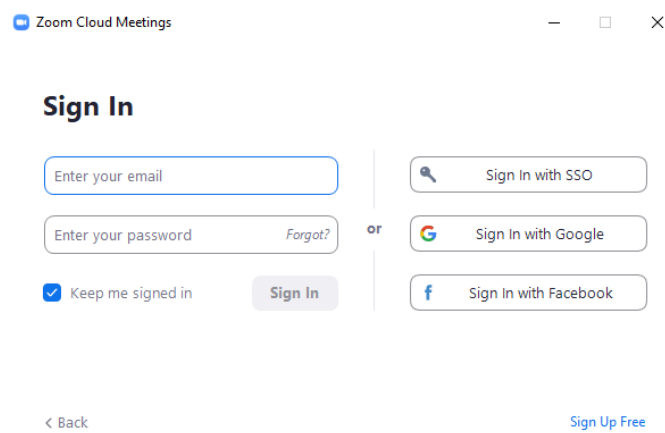 Zoom Cloud Meetings
Sign In
Enter your email
Enter your password Forgot?
Keep me signed in Sign In
or
Sign In with SSO
Sign In with Google
Sign In with Facebook
Back
Sign Up Free